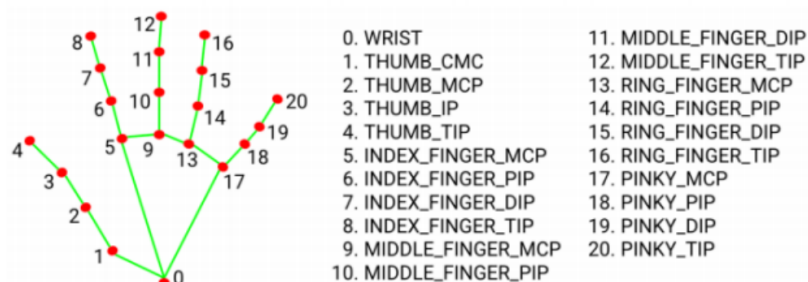 12
8
16
11
7
15
6
10
14
20
4
5
9
19
13
18
3
17
2
1
0
0. WRIST
1. THUMB_CMC
2. THUMB_MCP
3. THUMB_IP
4. THUMB_TIP
5. INDEX_FINGER_MCP
6. INDEX_FINGER_PIP
7. INDEX_FINGER_DIP
8. INDEX_FINGER_TIP
9. MIDDLE_FINGER_MCP
10. MIDDLE_FINGER_PIP
11. MIDDLE_FINGER_DIP
12. MIDDLE_FINGER_TIP
13. RING_FINGER_MCP
14. RING_FINGER_PIP
15. RING_FINGER_DIP
16. RING_FINGER_TIP
17. PINKY_MCP
18. PINKY_PIP
19. PINKY_DIP
20. PINKY_TIP